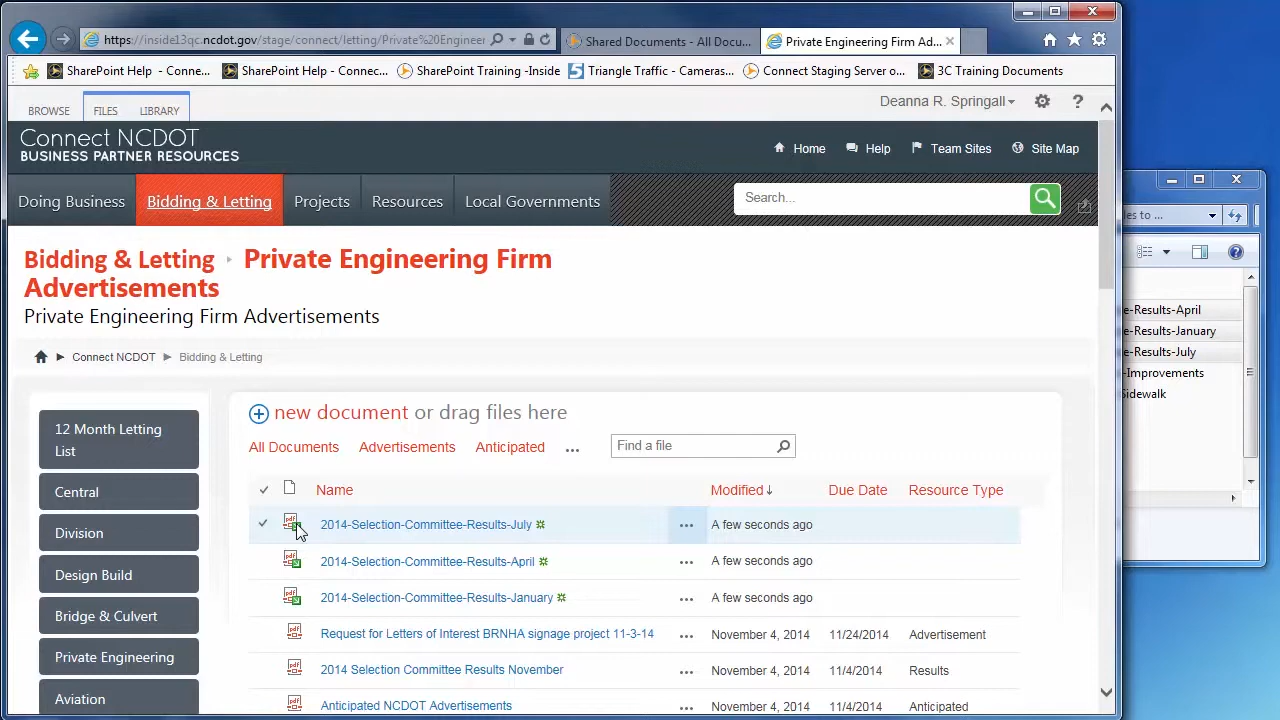 https://inside13qc.ncdot.gov/stage/connect/letting/Private%20Engineer
Shared Documents - All Docu...
Private Engineering Firm Ad...
SharePoint Help - Conne...
SharePoint Help - Connec...
SharePoint Training -Inside
Triangle Traffic - Cameras...
Connect Staging Server o...
3C Training Documents
BROWSE
FILES
LIBRARY
Deanna R. Springall
?
Connect NCDOT
BUSINESS PARTNER RESOURCES
Home
Help
Team Sites
Site Map
Doing Business
Bidding & Letting
Projects
Resources
Local Governments
Search...
les to ...
Bidding & Letting
Private Engineering Firm
Advertisements
Private Engineering Firm Advertisements
Connect NCDOT
Bidding & Letting
12 Month Letting
List
Central
Division
Design Build
Bridge & Culvert
Private Engineering
Aviation
new document or drag files here
All Documents
Advertisements
Anticipated
...
Find a file
Name
Modified
Due Date
Resource Type
2014-Selection-Committee-Results-July
...
A few seconds ago
2014-Selection-Committee-Results-April
...
A few seconds ago
2014-Selection-Committee-Results-January
...
A few seconds ago
Request for Letters of Interest BRNHA signage project 11-3-14
...
November 4, 2014
11/24/2014
Advertisement
2014 Selection Committee Results November
...
November 4, 2014
11/4/2014
Results
Anticipated NCDOT Advertisements
...
November 4, 2014
11/4/2014
Anticipated
e-Results-April
e-Results-January
e-Results-July
-Improvements
Sidewalk